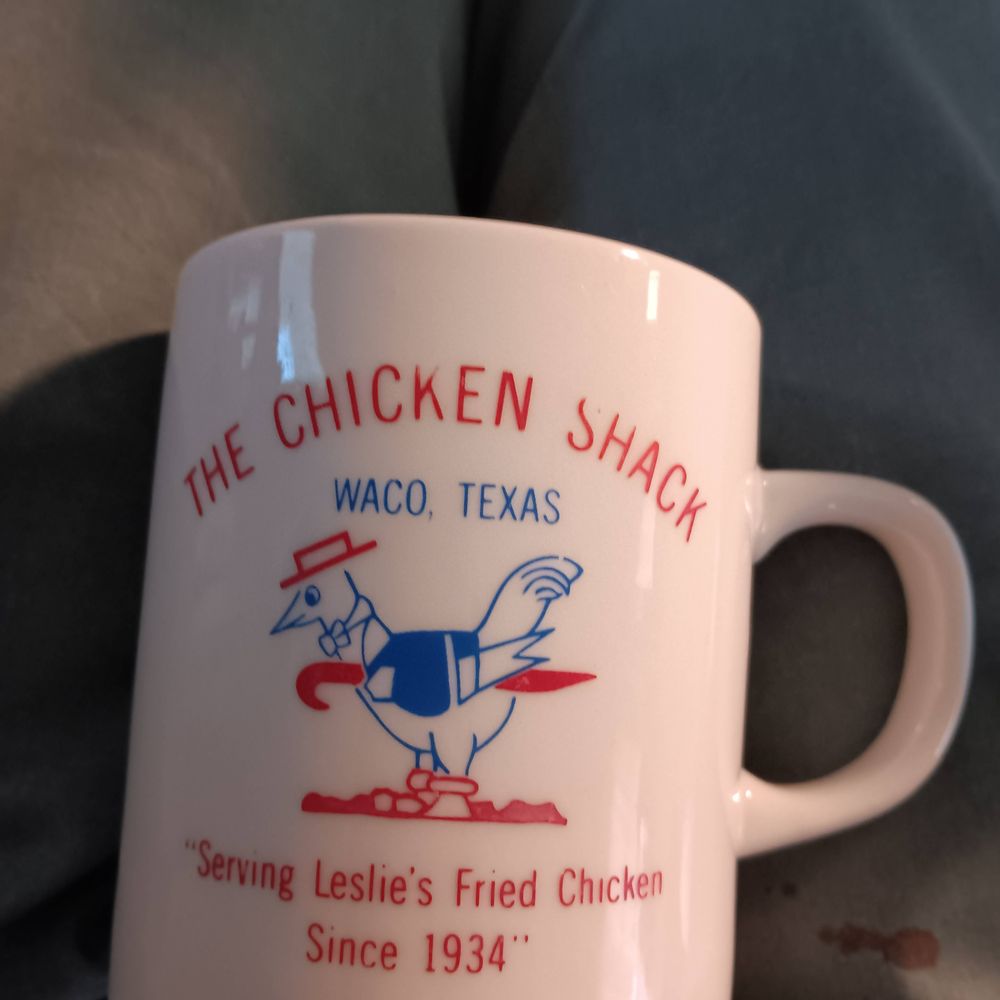 THE CHICKEN SHACK
WACO, TEXAS
"Serving Leslie's Fried Chicken
Since 1934"